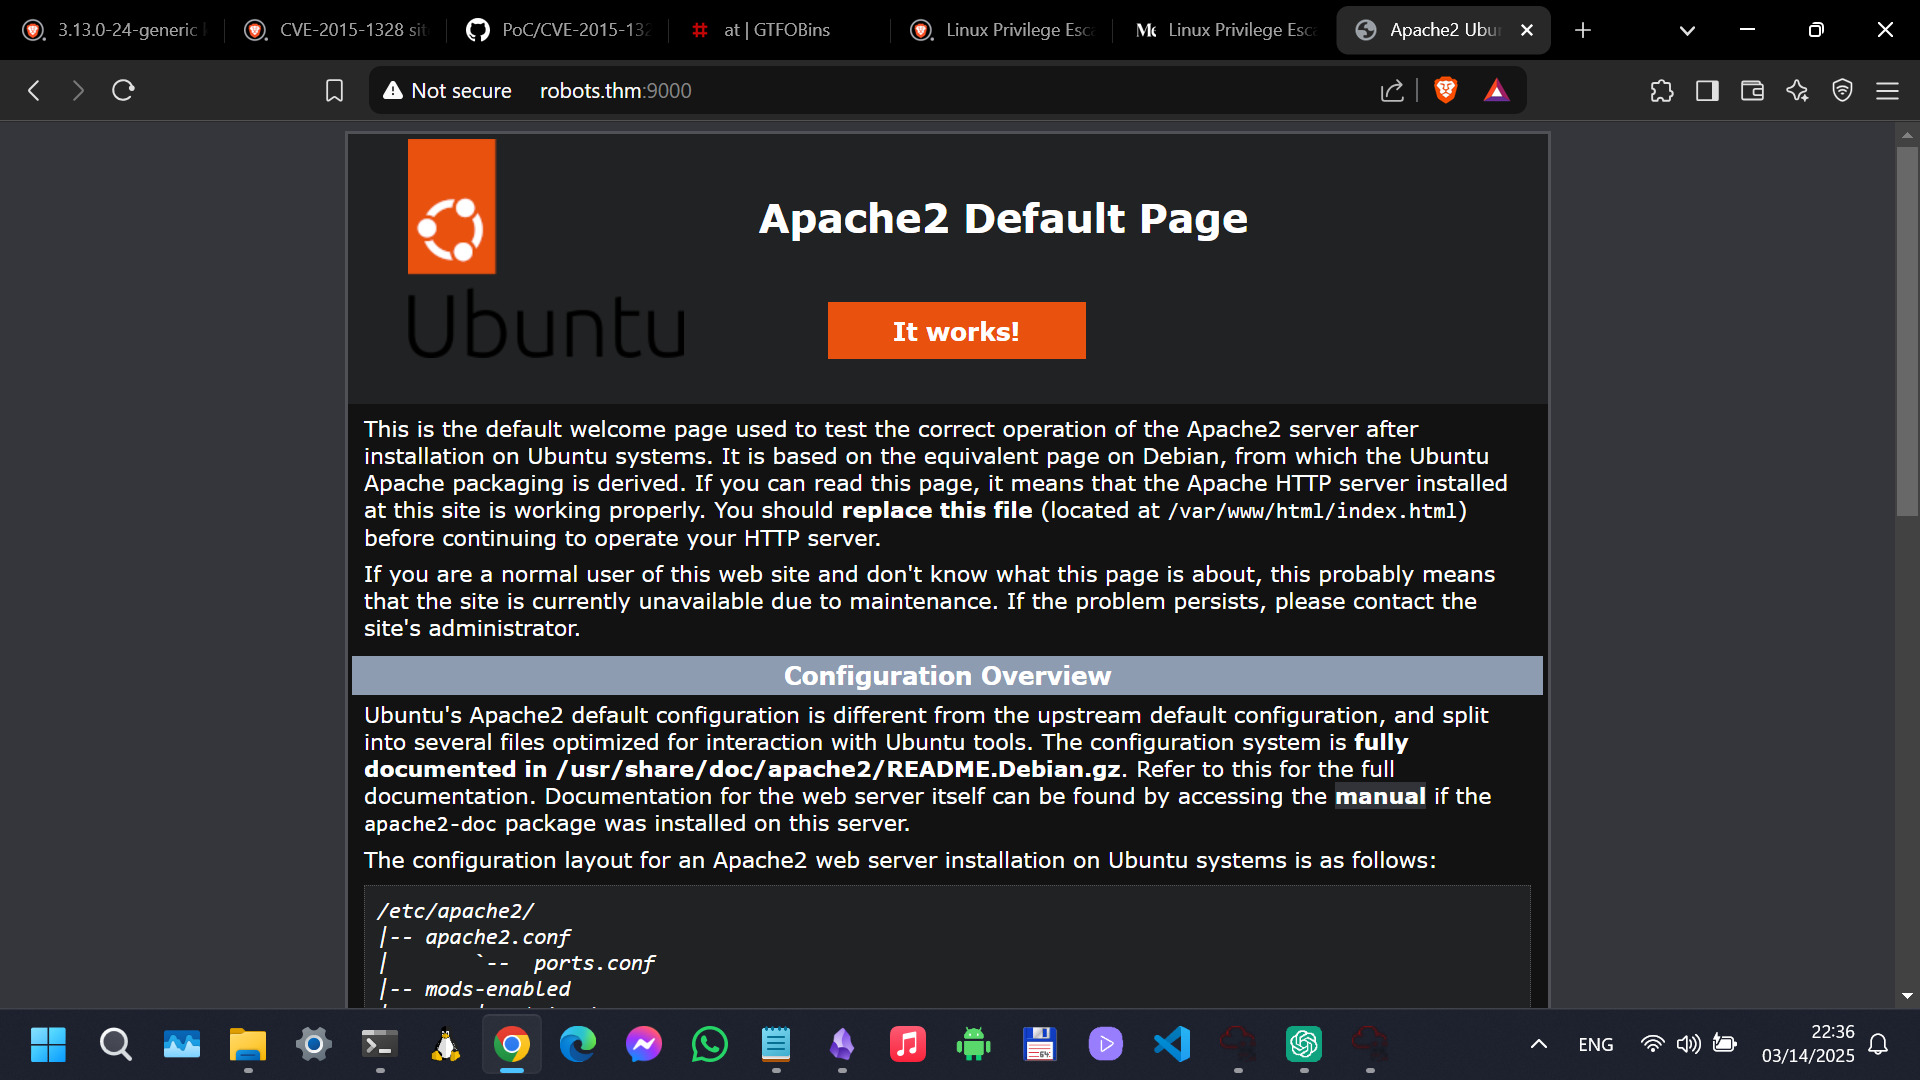 3.13.0-24-generic
CVE-2015-1328 sit
PoC/CVE-2015-132
at | GTFOBins
Linux Privilege Esca
Linux Privilege Esca
Apache2 Ubu
Not secure
robots.thm:9000
Ubuntu
Apache2 Default Page
It works!
This is the default welcome page used to test the correct operation of the Apache2 server after
installation on Ubuntu systems. It is based on the equivalent page on Debian, from which the Ubuntu
Apache packaging is derived. If you can read this page, it means that the Apache HTTP server installed
at this site is working properly. You should replace this file (located at /var/www/html/index.html)
before continuing to operate your HTTP server.
If you are a normal user of this web site and don't know what this page is about, this probably means
that the site is currently unavailable due to maintenance. If the problem persists, please contact the
site's administrator.
Configuration Overview
Ubuntu's Apache2 default configuration is different from the upstream default configuration, and split
into several files optimized for interaction with Ubuntu tools. The configuration system is fully
documented in /usr/share/doc/apache2/README.Debian.gz. Refer to this for the full
documentation. Documentation for the web server itself can be found by accessing the manual if the
apache2-doc package was installed on this server.
The configuration layout for an Apache2 web server installation on Ubuntu systems is as follows:
/etc/apache2/
|-- apache2.conf
|       `--  ports.conf
|-- mods-enabled
ENG
22:36
03/14/2025